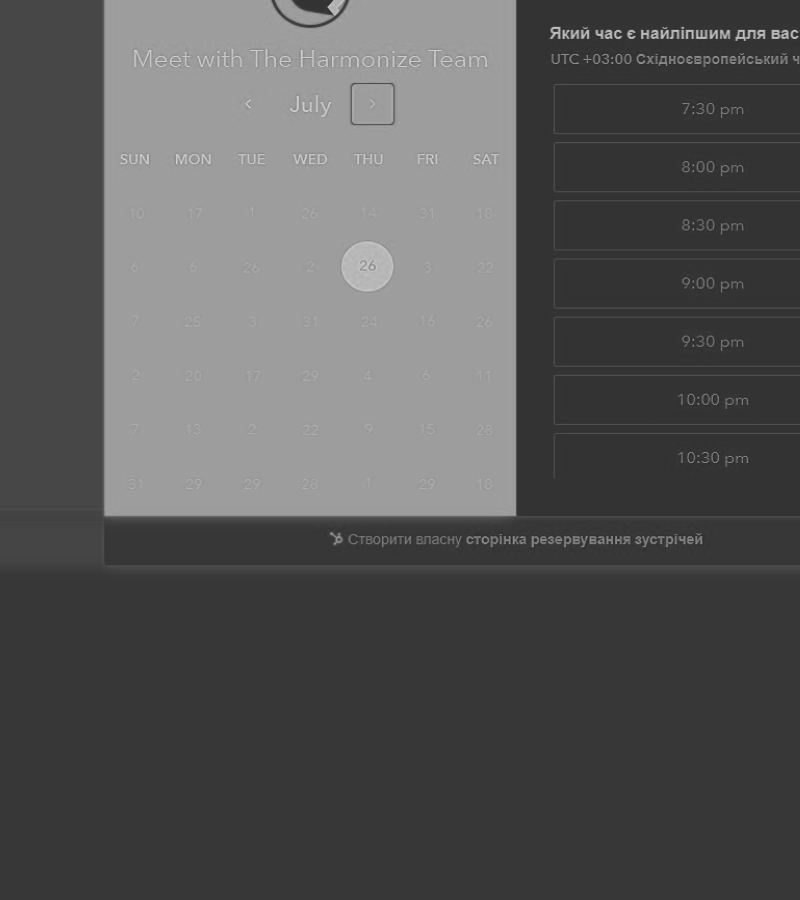 Meet with The Harmonize Team
July
SUN MON TUE WED THU FRI SAT
10 17 1 26 14 31 18
6 6 26 2 26 3 22
7 25 3 31 24 16 26
2 20 17 29 4 6 11
7 13 2 22 9 15 28
31 29 29 28 1 29 18
Який час є найліпшим для вас
UTC +03:00 Східноєвропейський ч
7:30 pm
8:00 pm
8:30 pm
9:00 pm
9:30 pm
10:00 pm
10:30 pm
Створити власну сторінка резервування зустрічей